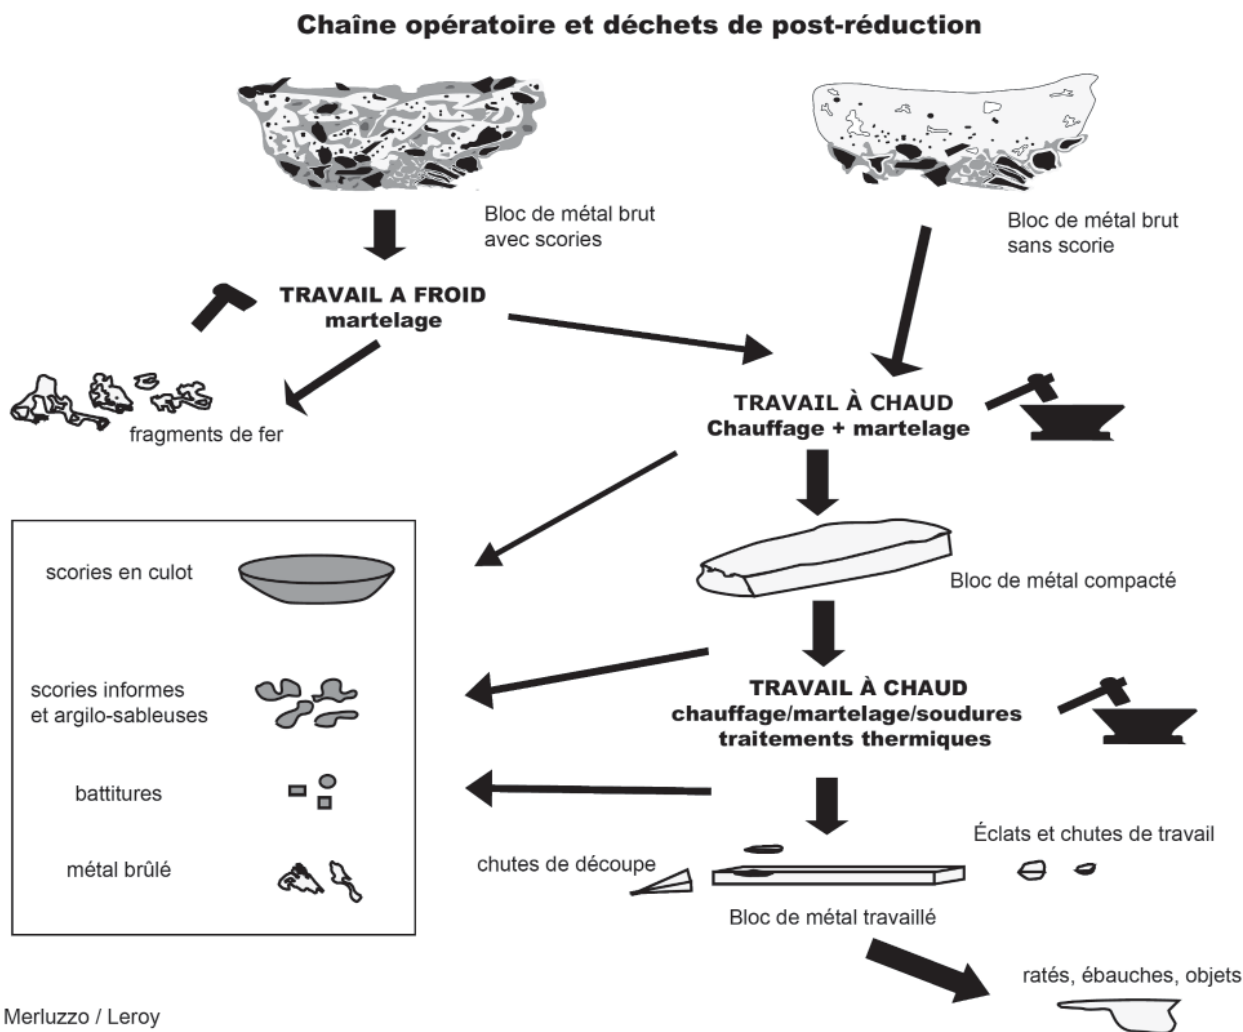 Chaîne opératoire et déchets de post-réduction
Bloc de métal brut
avec scories
Bloc de métal brut
sans scorie
TRAVAIL A FROID
martelage
fragments de fer
TRAVAIL À CHAUD
Chauffage + martelage
Bloc de métal compacté
scories en culot
scories informes
et argilo-sableuses
battitures
métal brûlé
TRAVAIL À CHAUD
chauffage/martelage/soudures
traitements thermiques
chutes de découpe
Éclats et chutes de travail
Bloc de métal travaillé
ratés, ébauches, objets
Merluzzo / Leroy